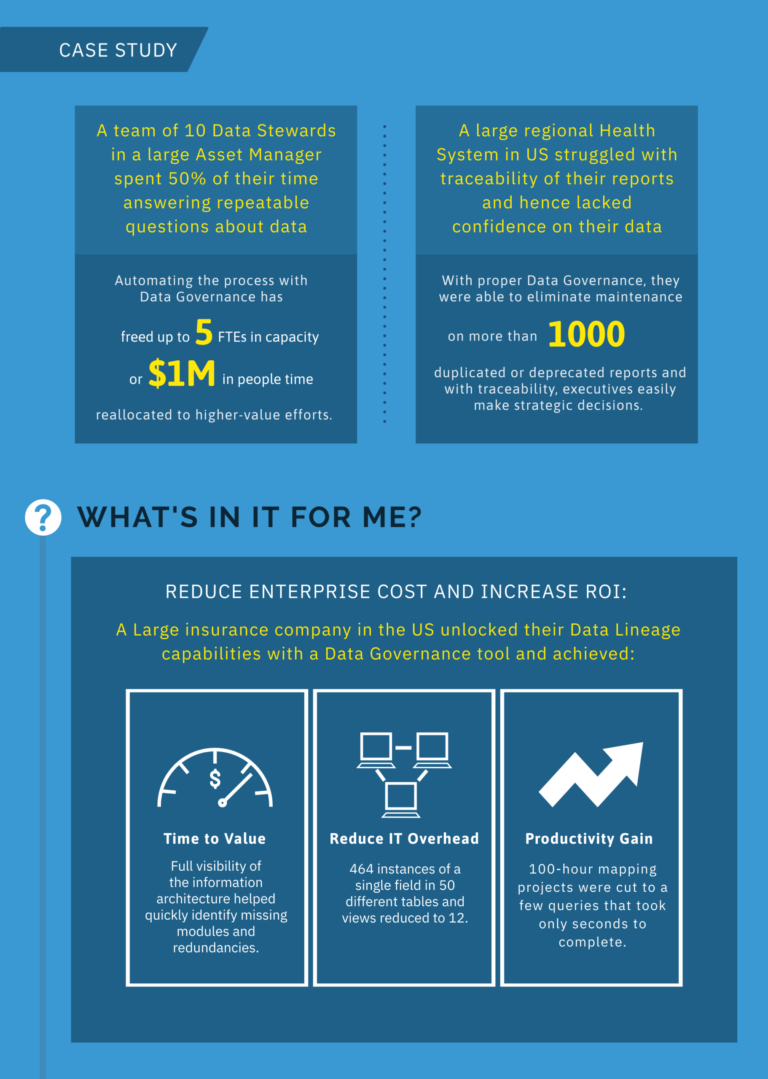 CASE STUDY
A team of 10 Data Stewards
in a large Asset Manager
spent 50% of their time
answering repeatable
questions about data
Automating the process with
Data Governance has
freed up to 5 FTEs in capacity
or $1M in people time
reallocated to higher-value efforts.
A large regional Health
System in US struggled with
traceability of their reports
and hence lacked
confidence on their data
With proper Data Governance, they
were able to eliminate maintenance
on more than 1000
duplicated or deprecated reports and
with traceability, executives easily
make strategic decisions.
? WHAT'S IN IT FOR ME?
REDUCE ENTERPRISE COST AND INCREASE ROI:
A Large insurance company in the US unlocked their Data Lineage
capabilities with a Data Governance tool and achieved:
$
Time to Value
Full visibility of
the information
architecture helped
quickly identify missing
modules and
redundancies.
Reduce IT Overhead
464 instances of a
single field in 50
different tables and
views reduced to 12.
Productivity Gain
100-hour mapping
projects were cut to a
few queries that took
only seconds to
complete.